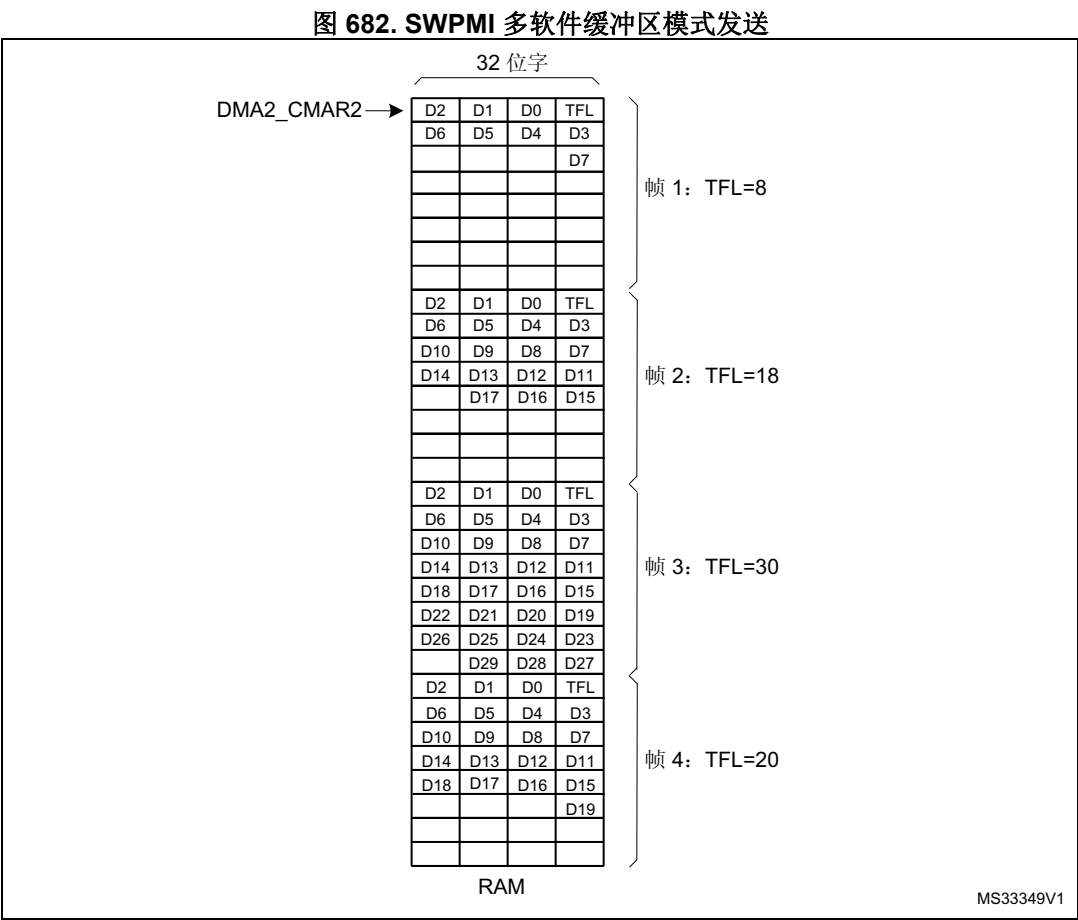 图 682. SWPMI 多软件缓冲区模式发送
32 位字
DMA2_CMAR2
D2 D1 D0 TFL
D6 D5 D4 D3
D7
帧 1：TFL=8
D2 D1 D0 TFL
D6 D5 D4 D3
D10 D9 D8 D7
D14 D13 D12 D11
D17 D16 D15
帧 2：TFL=18
D2 D1 D0 TFL
D6 D5 D4 D3
D10 D9 D8 D7
D14 D13 D12 D11
D18 D17 D16 D15
D22 D21 D20 D19
D26 D25 D24 D23
D29 D28 D27
帧 3：TFL=30
D2 D1 D0 TFL
D6 D5 D4 D3
D10 D9 D8 D7
D14 D13 D12 D11
D18 D17 D16 D15
D19
帧 4：TFL=20
RAM
MS33349V1